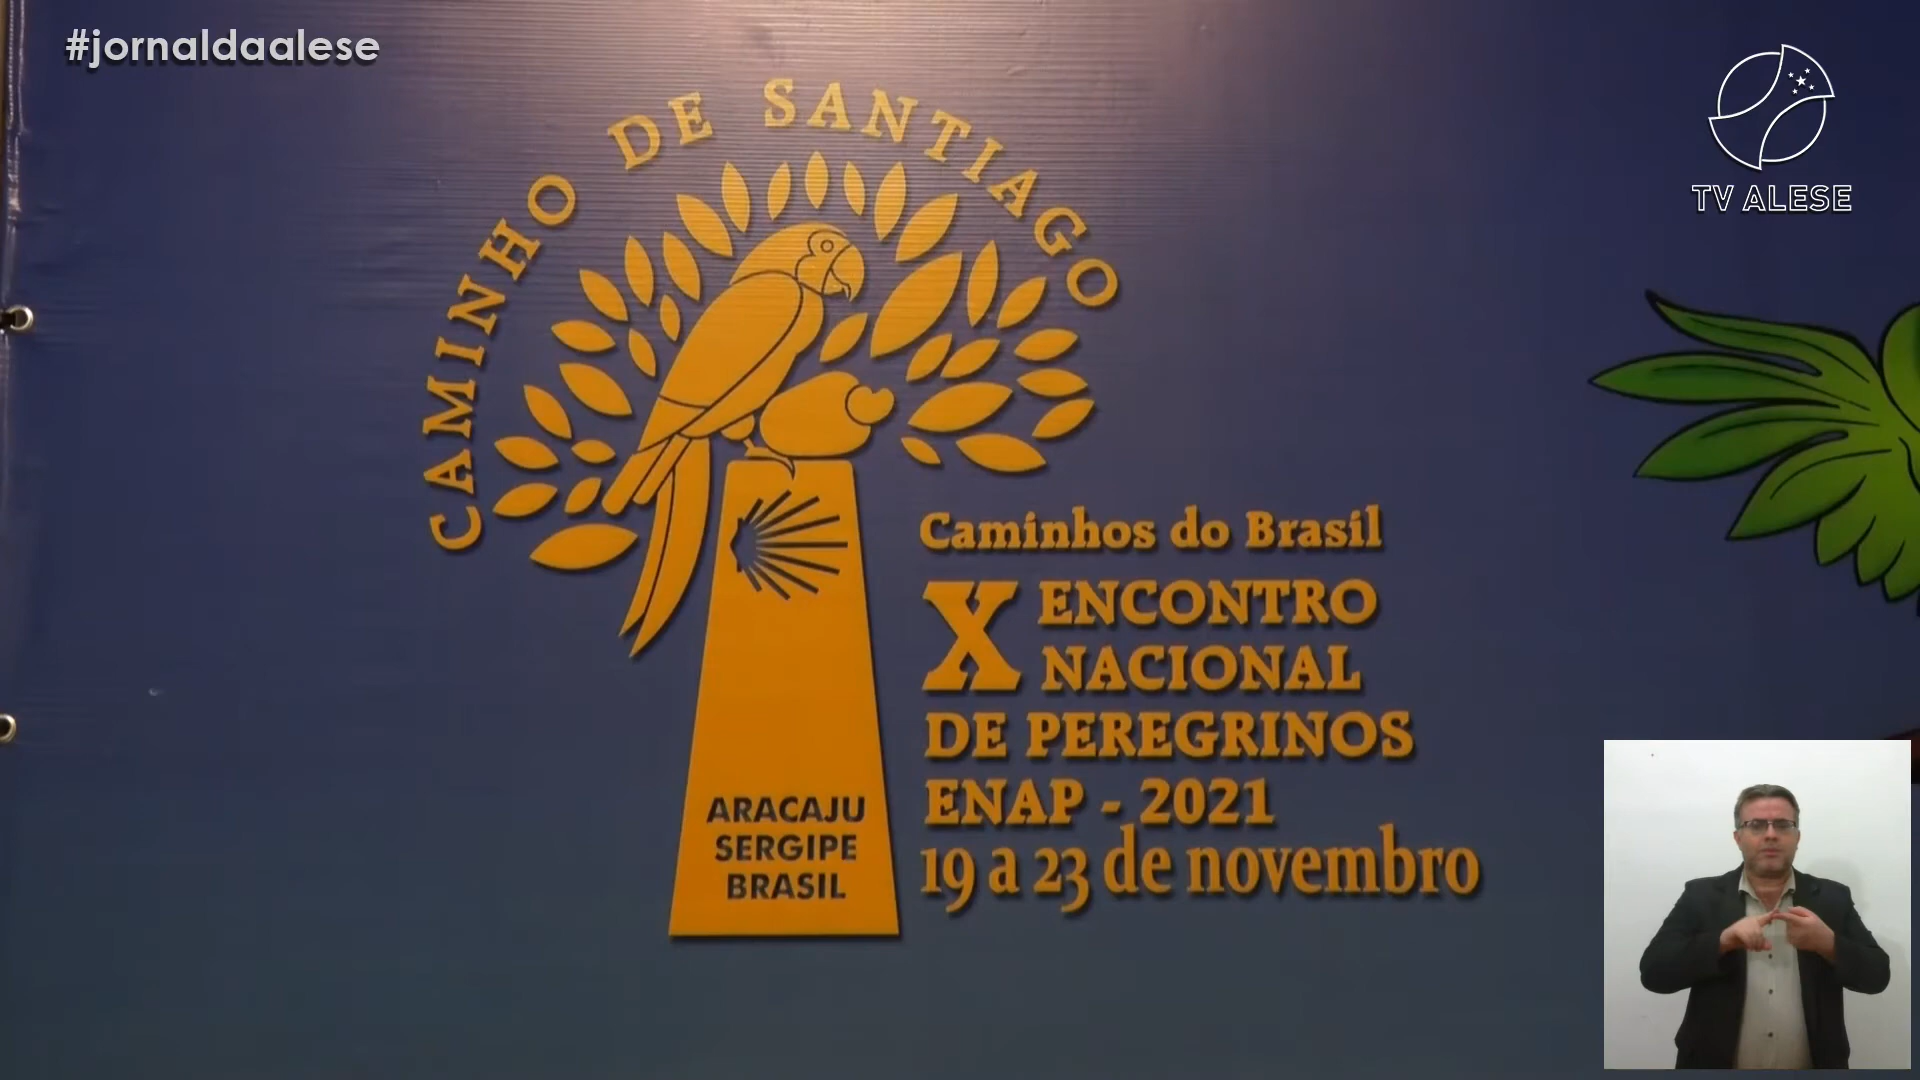 #jornaldaalese
TV ALESE
CAMINHO DE SANTIAGO
Caminhos do Brasil
X ENCONTRO
NACIONAL
DE PEREGRINOS
ENAP - 2021
19 a 23 de novembro
ARACAJU
SERGIPE
BRASIL